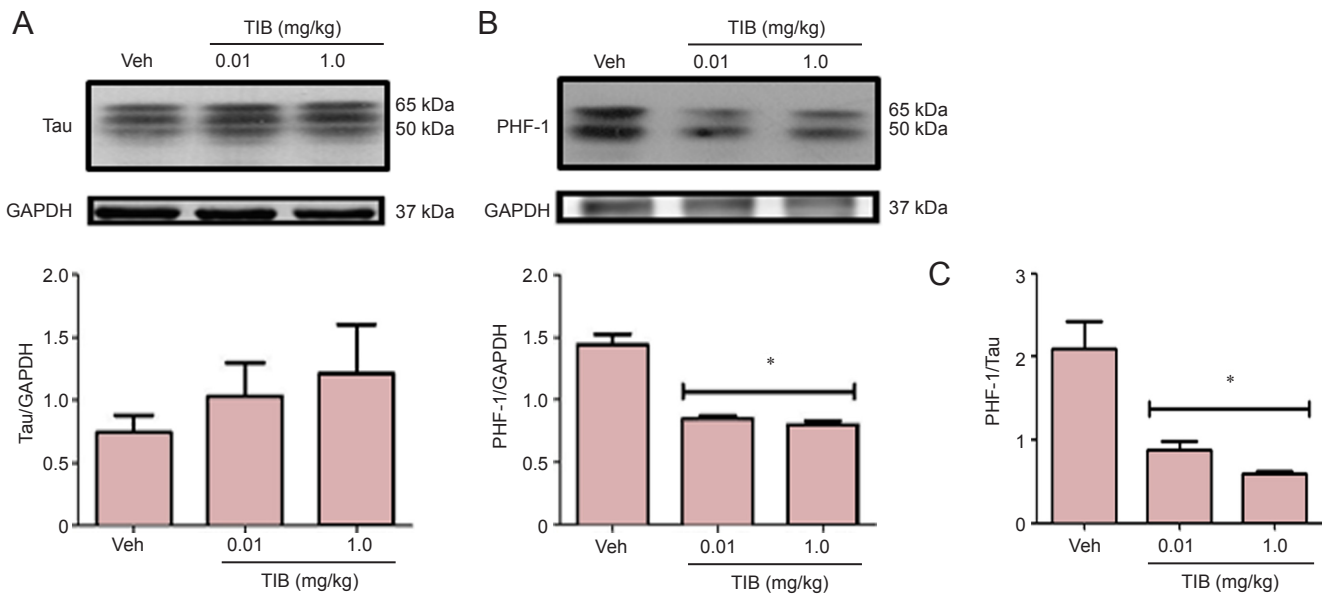 A
TIB (mg/kg)
Veh 0.01 1.0
Tau
65 kDa
50 kDa
GAPDH
37 kDa
2.0
1.5
1.0
0.5
0
Tau/GAPDH
Veh 0.01 1.0
TIB (mg/kg)
B
TIB (mg/kg)
Veh 0.01 1.0
PHF-1
65 kDa
50 kDa
GAPDH
37 kDa
2.0
1.5
1.0
0.5
0
PHF-1/GAPDH
*
Veh 0.01 1.0
TIB (mg/kg)
C
3
2
1
0
PHF-1/Tau
*
Veh 0.01 1.0
TIB (mg/kg)